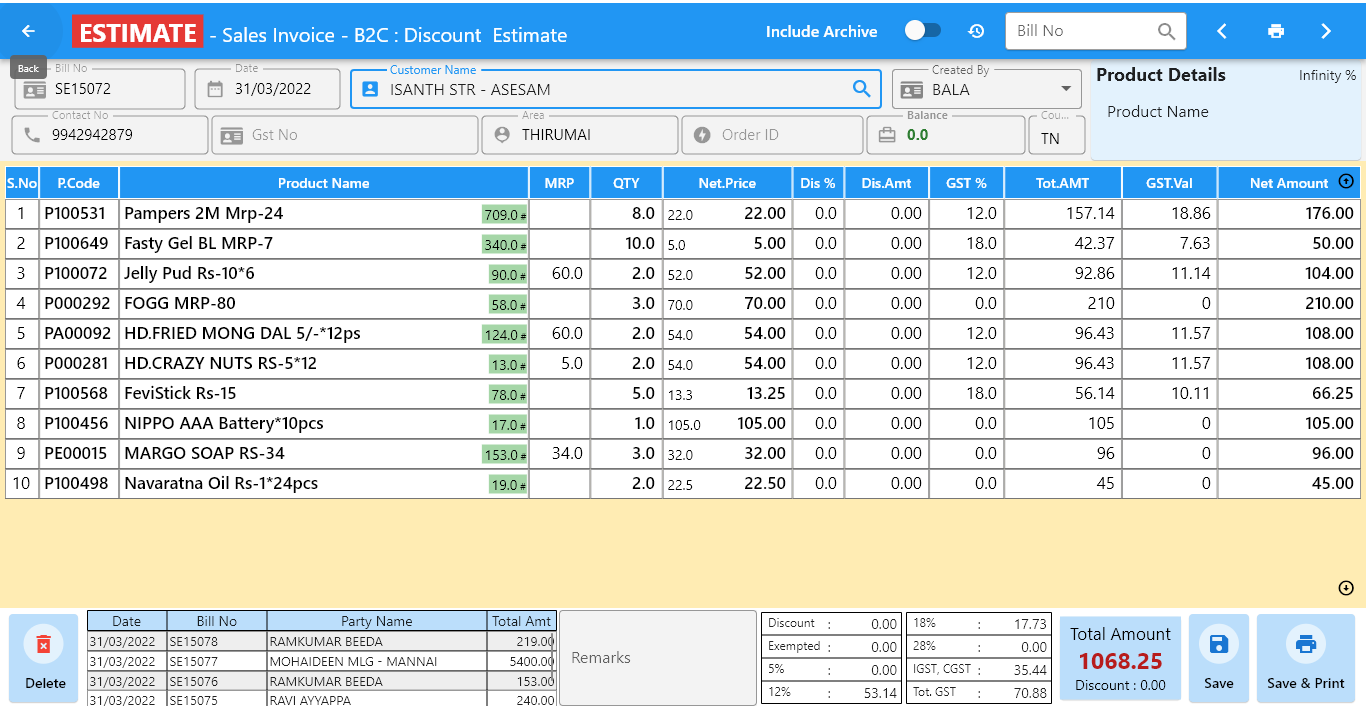 ESTIMATE - Sales Invoice - B2C : Discount Estimate
Include Archive
Bill No
Back
Bill No
SE15072
Date
31/03/2022
Customer Name
ISANTH STR - ASESAM
Created By
BALA
Product Details
Infinity %
Product Name
Contact No
9942942879
Gst No
Area
THIRUMAI
Order ID
Balance
0.0
Cou...
TN
S.No P.Code Product Name MRP QTY Net.Price Dis % Dis.Amt GST % Tot.AMT GST.Val Net Amount
1 P100531 Pampers 2M Mrp-24 709.0 # 8.0 22.0 22.00 0.0 0.00 12.0 157.14 18.86 176.00
2 P100649 Fasty Gel BL MRP-7 340.0 # 10.0 5.0 5.00 0.0 0.00 18.0 42.37 7.63 50.00
3 P100072 Jelly Pud Rs-10*6 90.0 # 60.0 2.0 52.0 52.00 0.0 0.00 12.0 92.86 11.14 104.00
4 P000292 FOGG MRP-80 58.0 # 3.0 70.0 70.00 0.0 0.00 0.0 210 0 210.00
5 PA00092 HD.FRIED MONG DAL 5/-*12ps 124.0 # 60.0 2.0 54.0 54.00 0.0 0.00 12.0 96.43 11.57 108.00
6 P000281 HD.CRAZY NUTS RS-5*12 13.0 # 5.0 2.0 54.0 54.00 0.0 0.00 12.0 96.43 11.57 108.00
7 P100568 FeviStick Rs-15 78.0 # 5.0 13.3 13.25 0.0 0.00 18.0 56.14 10.11 66.25
8 P100456 NIPPO AAA Battery*10pcs 17.0 # 1.0 105.0 105.00 0.0 0.00 0.0 105 0 105.00
9 PE00015 MARGO SOAP RS-34 153.0 # 34.0 3.0 32.0 32.00 0.0 0.00 0.0 96 0 96.00
10 P100498 Navaratna Oil Rs-1*24pcs 19.0 # 2.0 22.5 22.50 0.0 0.00 0.0 45 0 45.00
Delete
Date Bill No Party Name Total Amt
31/03/2022 SE15078 RAMKUMAR BEEDA 219.00
31/03/2022 SE15077 MOHAIDEEN MLG - MANNAI 5400.00
31/03/2022 SE15076 RAMKUMAR BEEDA 153.00
31/03/2022 SE15075 RAVI AYYAPPA 240.00
Remarks
Discount : 0.00
Exempted : 0.00
5% : 0.00
12% : 53.14
18% : 17.73
28% : 0.00
IGST, CGST : 35.44
Tot. GST : 70.88
Total Amount
1068.25
Discount : 0.00
Save
Save & Print